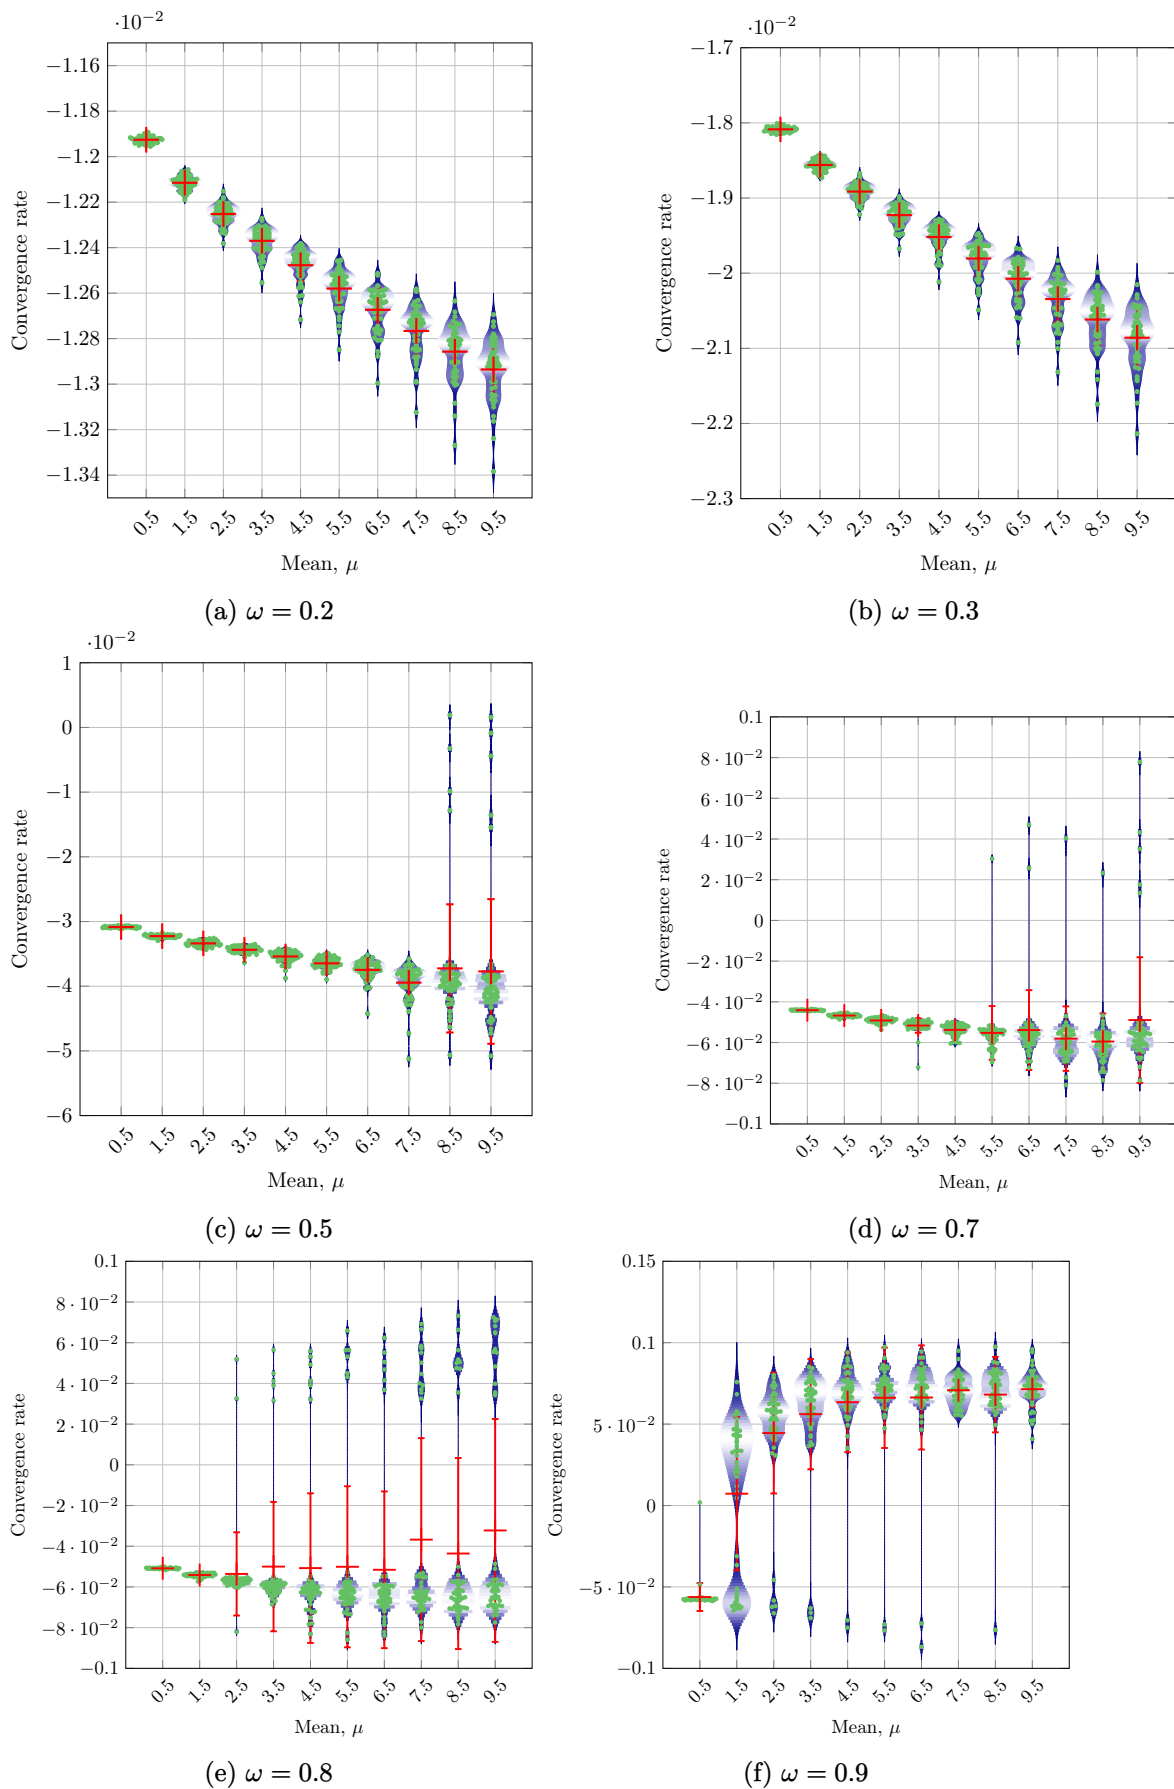 ·10⁻²
−1.16
−1.18
−1.2
−1.22
−1.24
−1.26
−1.28
−1.3
−1.32
−1.34
Convergence rate
0.5 1.5 2.5 3.5 4.5 5.5 6.5 7.5 8.5 9.5
Mean, μ
(a) ω = 0.2
·10⁻²
−1.7
−1.8
−1.9
−2
−2.1
−2.2
−2.3
Convergence rate
0.5 1.5 2.5 3.5 4.5 5.5 6.5 7.5 8.5 9.5
Mean, μ
(b) ω = 0.3
·10⁻²
1
0
−1
−2
−3
−4
−5
−6
Convergence rate
0.5 1.5 2.5 3.5 4.5 5.5 6.5 7.5 8.5 9.5
Mean, μ
(c) ω = 0.5
0.1
8 · 10⁻²
6 · 10⁻²
4 · 10⁻²
2 · 10⁻²
0
−2 · 10⁻²
−4 · 10⁻²
−6 · 10⁻²
−8 · 10⁻²
−0.1
Convergence rate
0.5 1.5 2.5 3.5 4.5 5.5 6.5 7.5 8.5 9.5
Mean, μ
(d) ω = 0.7
0.1
8 · 10⁻²
6 · 10⁻²
4 · 10⁻²
2 · 10⁻²
0
−2 · 10⁻²
−4 · 10⁻²
−6 · 10⁻²
−8 · 10⁻²
−0.1
Convergence rate
0.5 1.5 2.5 3.5 4.5 5.5 6.5 7.5 8.5 9.5
Mean, μ
(e) ω = 0.8
0.15
0.1
5 · 10⁻²
0
−5 · 10⁻²
−0.1
Convergence rate
0.5 1.5 2.5 3.5 4.5 5.5 6.5 7.5 8.5 9.5
Mean, μ
(f) ω = 0.9